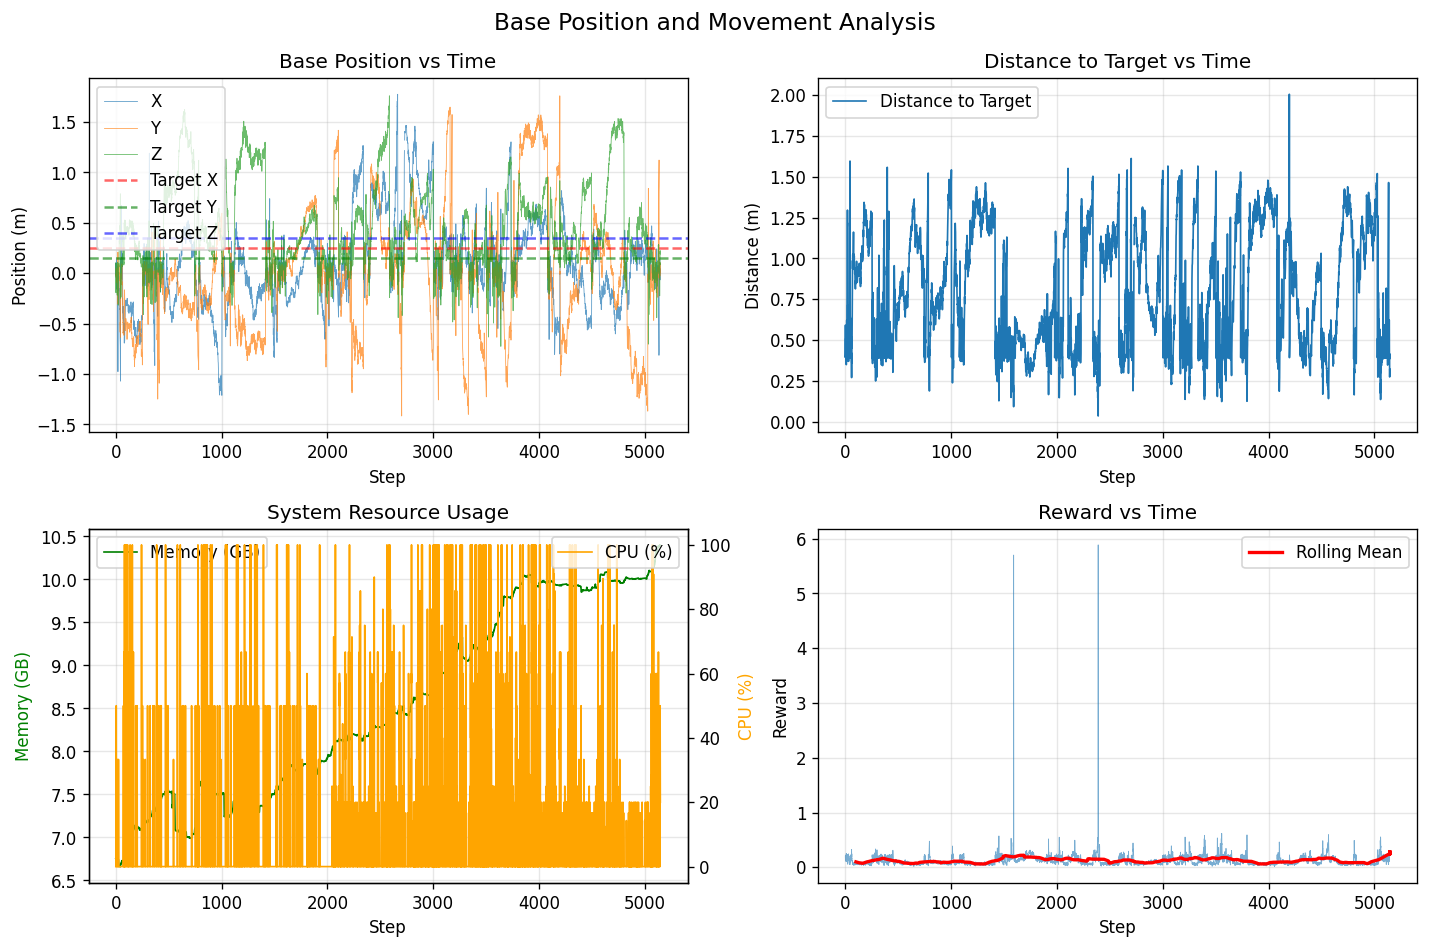 Base Position and Movement Analysis
Base Position vs Time
X
Y
Z
Target X
Target Y
Target Z
Position (m)
1.5
1.0
0.5
0.0
−0.5
−1.0
−1.5
0 1000 2000 3000 4000 5000
Step
Distance to Target vs Time
Distance to Target
Distance (m)
2.00
1.75
1.50
1.25
1.00
0.75
0.50
0.25
0.00
0 1000 2000 3000 4000 5000
Step
System Resource Usage
Memory (GB)
CPU (%)
Memory (GB)
10.5
10.0
9.5
9.0
8.5
8.0
7.5
7.0
6.5
100
80
60
40
20
0
CPU (%)
0 1000 2000 3000 4000 5000
Step
Reward vs Time
Rolling Mean
Reward
6
5
4
3
2
1
0
0 1000 2000 3000 4000 5000
Step